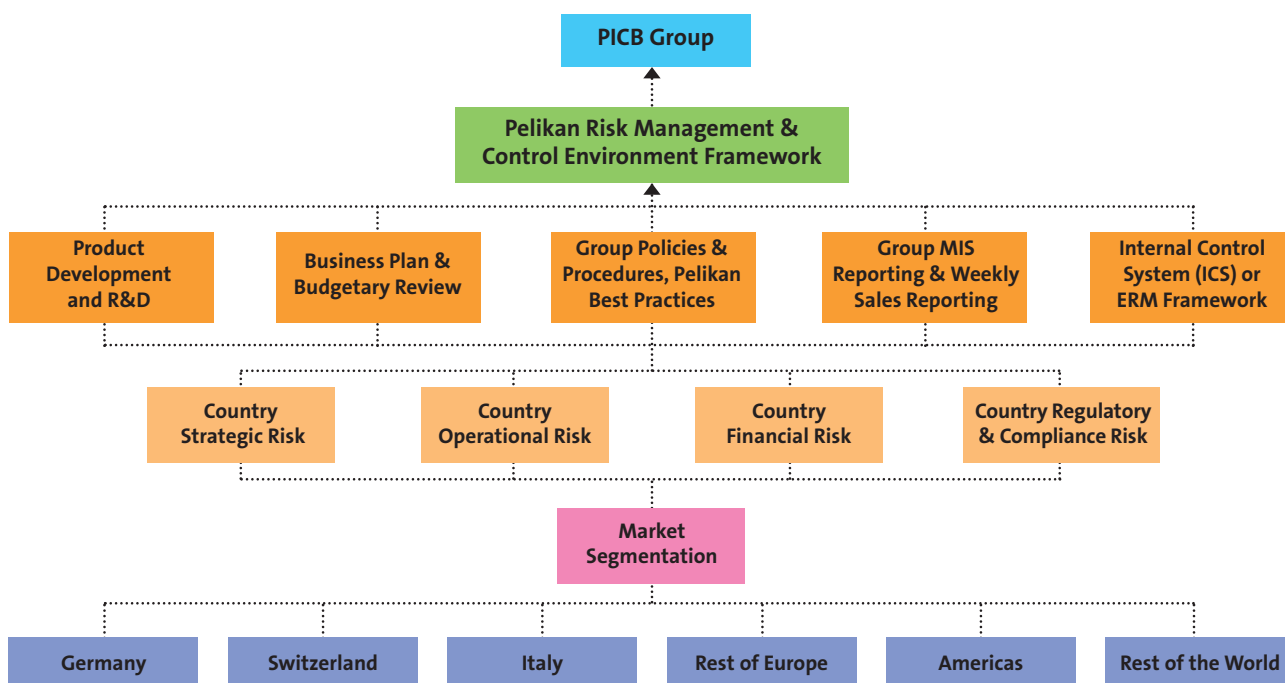 PICB Group
Pelikan Risk Management &
Control Environment Framework
Product
Development
and R&D
Business Plan &
Budgetary Review
Group Policies &
Procedures, Pelikan
Best Practices
Group MIS
Reporting & Weekly
Sales Reporting
Internal Control
System (ICS) or
ERM Framework
Country
Strategic Risk
Country
Operational Risk
Country
Financial Risk
Country Regulatory
& Compliance Risk
Market
Segmentation
Germany
Switzerland
Italy
Rest of Europe
Americas
Rest of the World